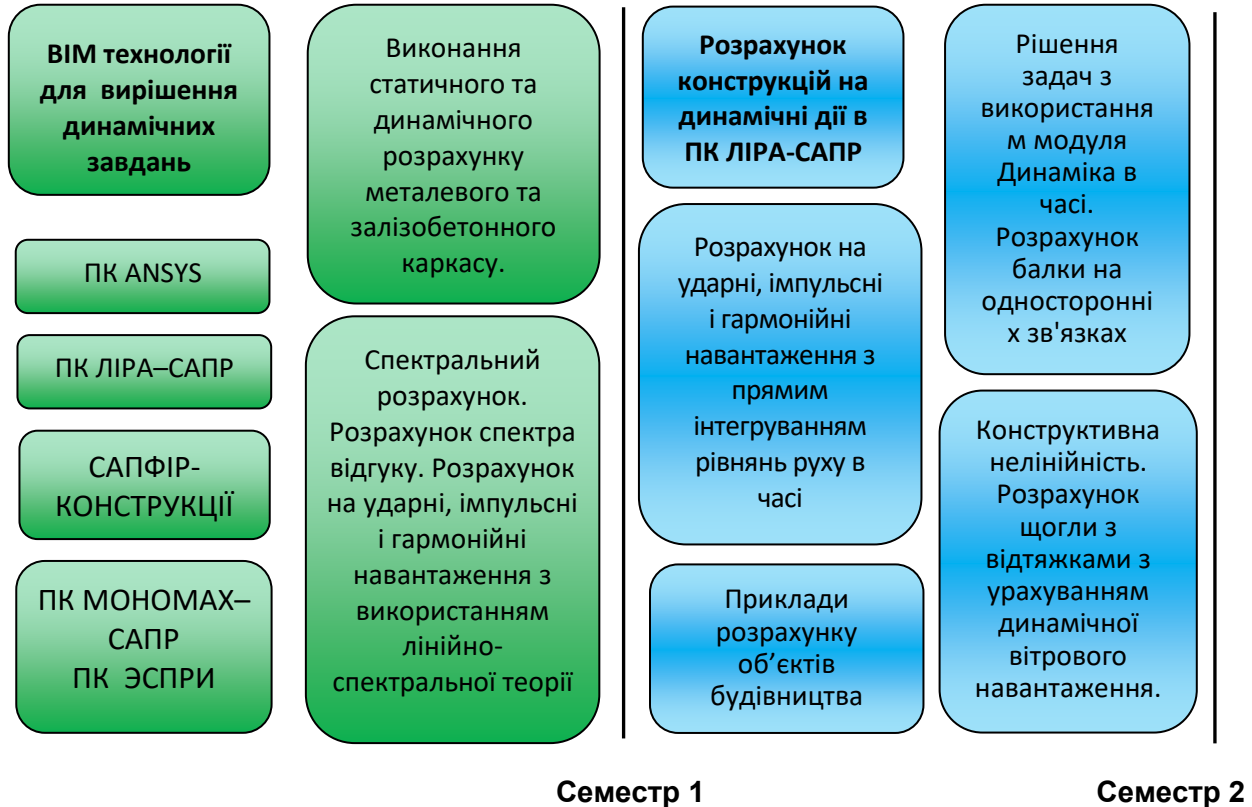 ВІМ технології
для вирішення
динамічних
завдань
ПК ANSYS
ПК ЛІРА–САПР
САПФІР-
КОНСТРУКЦІЇ
ПК МОНОМАХ–
САПР
ПК ЭСПРИ
Виконання
статичного та
динамічного
розрахунку
металевого та
залізобетонного
каркасу.
Спектральний
розрахунок.
Розрахунок спектра
відгуку. Розрахунок
на ударні, імпульсні
і гармонійні
навантаження з
використанням
лінійно-
спектральної теорії
Розрахунок
конструкцій на
динамічні дії в
ПК ЛІРА-САПР
Розрахунок на
ударні, імпульсні
і гармонійні
навантаження з
прямим
інтегруванням
рівнянь руху в
часі
Приклади
розрахунку
об’єктів
будівництва
Рішення
задач з
використання
м модуля
Динаміка в
часі.
Розрахунок
балки на
односторонні
х зв'язках
Конструктивна
нелінійність.
Розрахунок
щогли з
відтяжками з
урахуванням
динамічної
вітрового
навантаження.
Семестр 1
Семестр 2